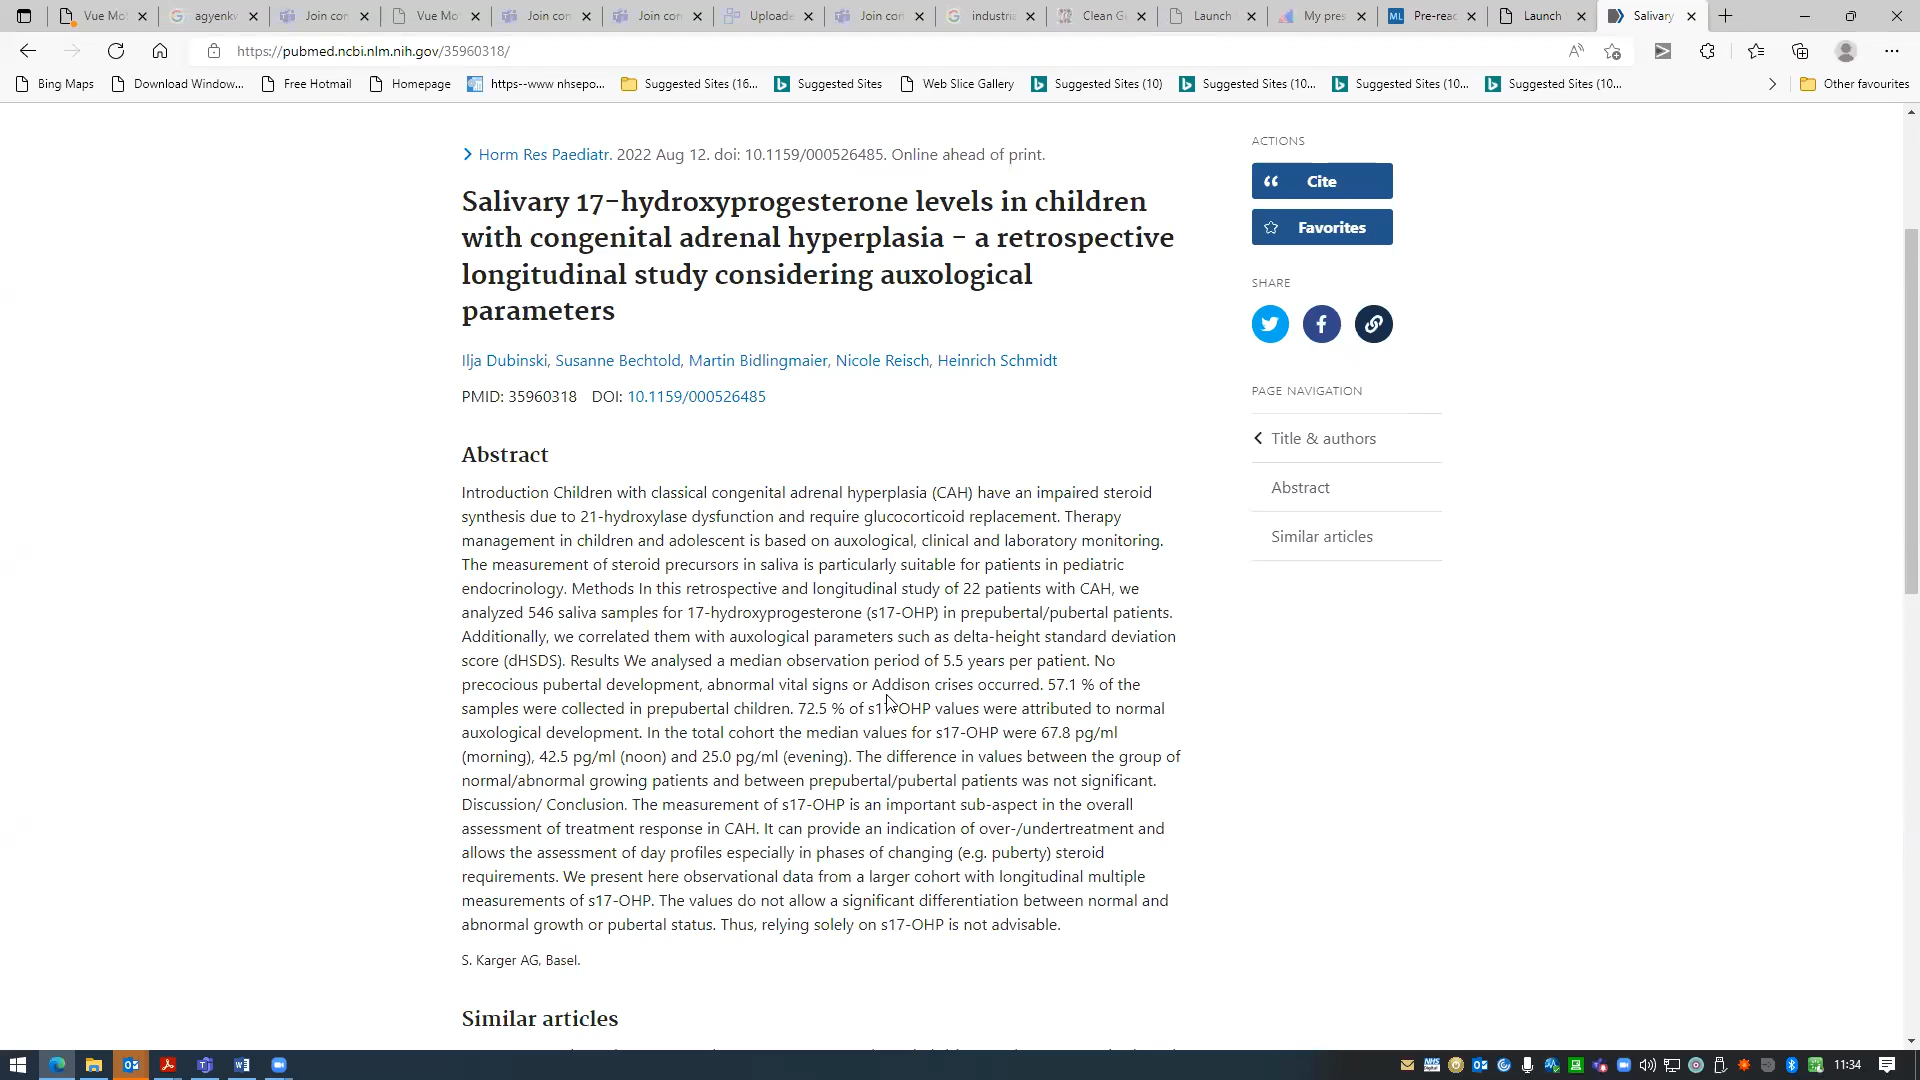 Vue Mo
agyenkv
Join con
Vue Mo
Join con
Join con
Uploade
Join con
industria
Clean G
Launch
My pres
Pre-reac
Launch
Salivary
https://pubmed.ncbi.nlm.nih.gov/35960318/
Bing Maps
Download Window...
Free Hotmail
Homepage
https--www nhsepo...
Suggested Sites (16...
Suggested Sites
Web Slice Gallery
Suggested Sites (10)
Suggested Sites (10...
Suggested Sites (10...
Suggested Sites (10...
Other favourites
Horm Res Paediatr. 2022 Aug 12. doi: 10.1159/000526485. Online ahead of print.
Salivary 17-hydroxyprogesterone levels in children
with congenital adrenal hyperplasia - a retrospective
longitudinal study considering auxological
parameters
Ilja Dubinski, Susanne Bechtold, Martin Bidlingmaier, Nicole Reisch, Heinrich Schmidt
PMID: 35960318 DOI: 10.1159/000526485
Abstract
Introduction Children with classical congenital adrenal hyperplasia (CAH) have an impaired steroid
synthesis due to 21-hydroxylase dysfunction and require glucocorticoid replacement. Therapy
management in children and adolescent is based on auxological, clinical and laboratory monitoring.
The measurement of steroid precursors in saliva is particularly suitable for patients in pediatric
endocrinology. Methods In this retrospective and longitudinal study of 22 patients with CAH, we
analyzed 546 saliva samples for 17-hydroxyprogesterone (s17-OHP) in prepubertal/pubertal patients.
Additionally, we correlated them with auxological parameters such as delta-height standard deviation
score (dHSDS). Results We analysed a median observation period of 5.5 years per patient. No
precocious pubertal development, abnormal vital signs or Addison crises occurred. 57.1 % of the
samples were collected in prepubertal children. 72.5 % of s17-OHP values were attributed to normal
auxological development. In the total cohort the median values for s17-OHP were 67.8 pg/ml
(morning), 42.5 pg/ml (noon) and 25.0 pg/ml (evening). The difference in values between the group of
normal/abnormal growing patients and between prepubertal/pubertal patients was not significant.
Discussion/ Conclusion. The measurement of s17-OHP is an important sub-aspect in the overall
assessment of treatment response in CAH. It can provide an indication of over-/undertreatment and
allows the assessment of day profiles especially in phases of changing (e.g. puberty) steroid
requirements. We present here observational data from a larger cohort with longitudinal multiple
measurements of s17-OHP. The values do not allow a significant differentiation between normal and
abnormal growth or pubertal status. Thus, relying solely on s17-OHP is not advisable.
S. Karger AG, Basel.
Similar articles
ACTIONS
Cite
Favorites
SHARE
PAGE NAVIGATION
Title & authors
Abstract
Similar articles
11:34